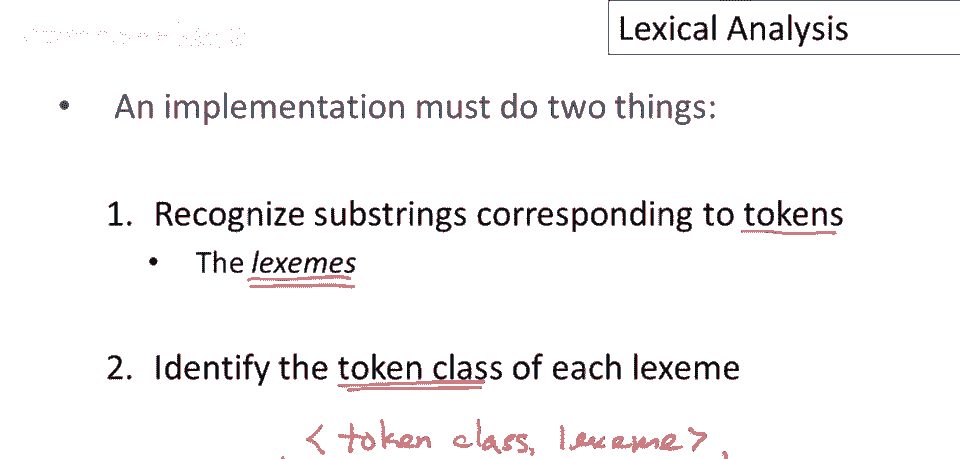 Lexical Analysis
• An implementation must do two things:
1. Recognize substrings corresponding to tokens
• The lexemes
2. Identify the token class of each lexeme
< token class, lexeme >